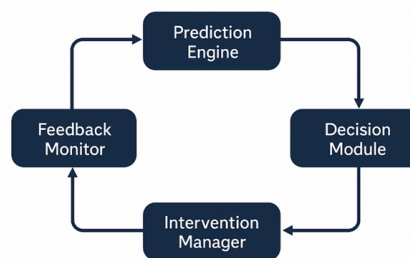 Prediction
Engine
Feedback
Monitor
Decision
Module
Intervention
Manager